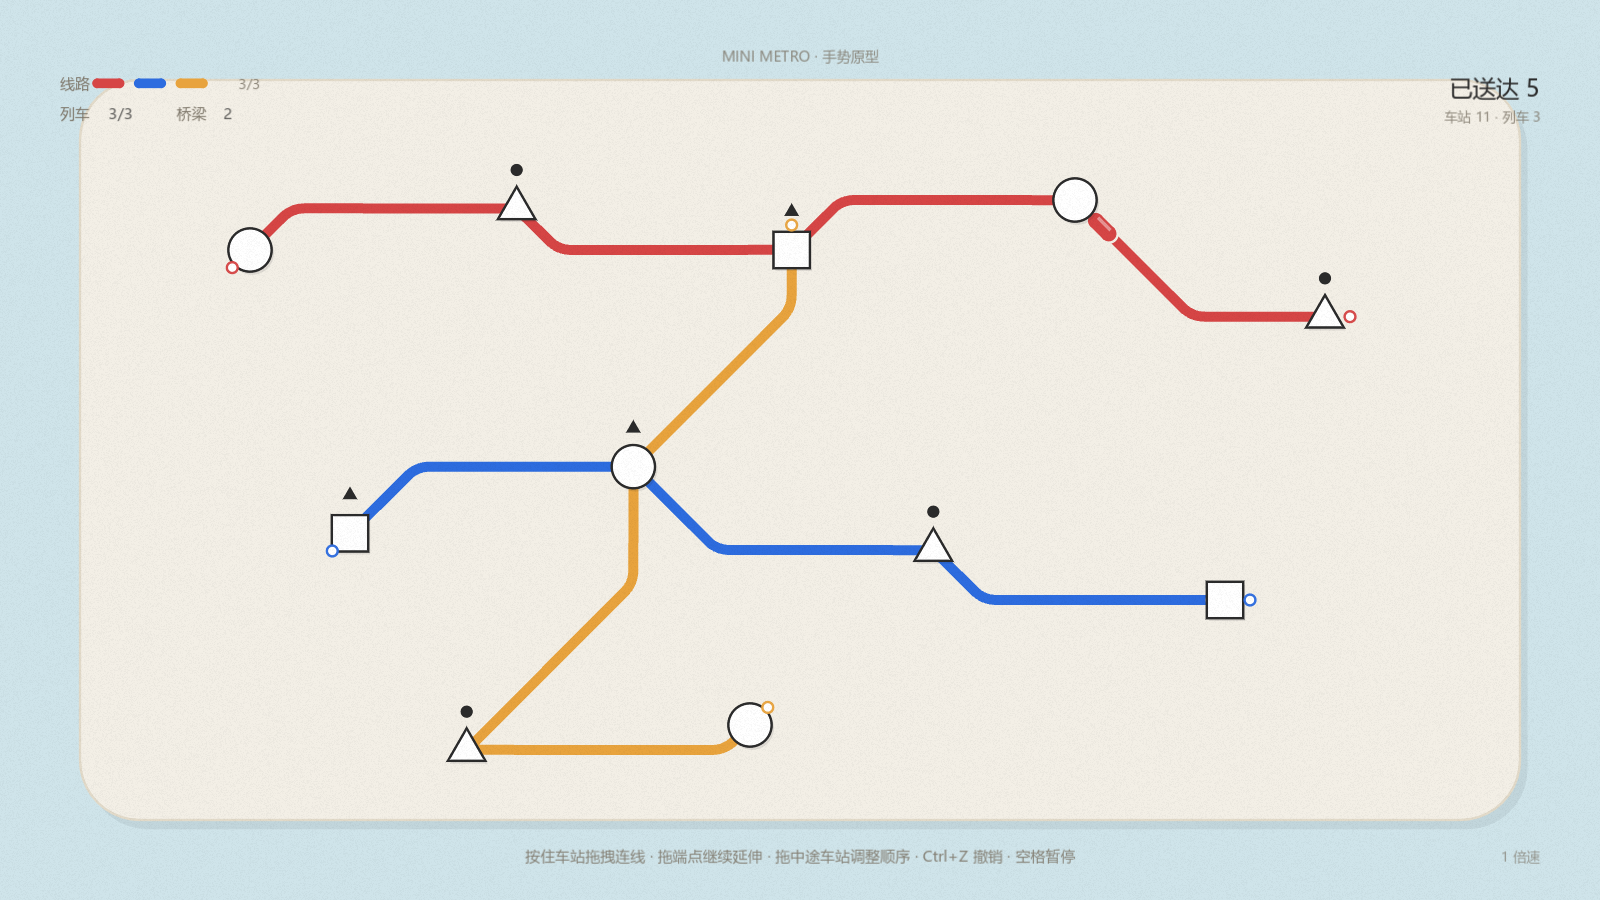 MINI METRO · 手势原型
线路 3/3
列车 3/3 桥梁 2
已送达 5
车站 11 · 列车 3
按住车站拖拽连线 · 拖端点继续延伸 · 拖中途车站调整顺序 · Ctrl+Z 撤销 · 空格暂停
1 倍速